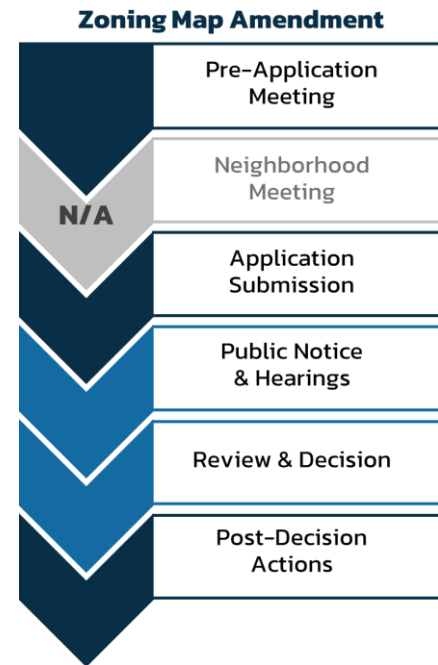 Zoning Map Amendment
Pre-Application
Meeting
Neighborhood
Meeting
N/A
Application
Submission
Public Notice
& Hearings
Review & Decision
Post-Decision
Actions